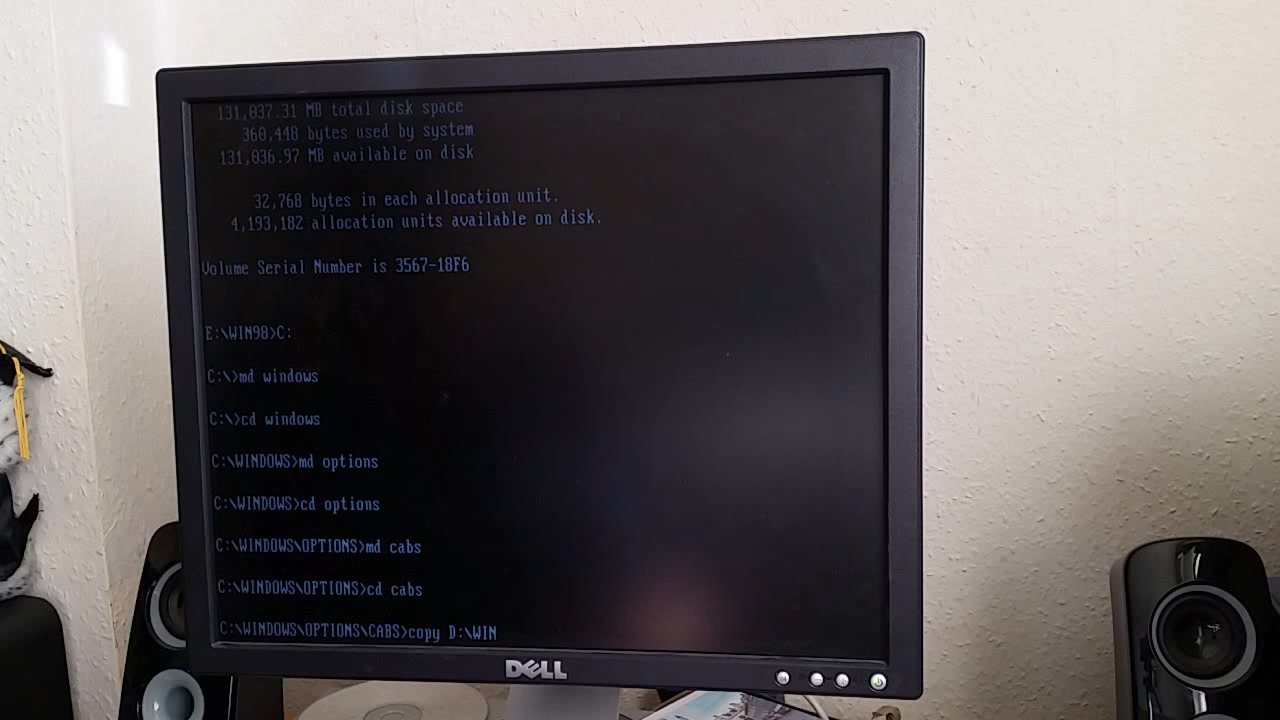 131,037.31 MB total disk space
360,448 bytes used by system
131,036.97 MB available on disk
32,768 bytes in each allocation unit.
4,193,182 allocation units available on disk.
Volume Serial Number is 3567-18F6
E:\WIN98>C:
C:\>md windows
C:\>cd windows
C:\WINDOWS>md options
C:\WINDOWS>cd options
C:\WINDOWS\OPTIONS>md cabs
C:\WINDOWS\OPTIONS>cd cabs
C:\WINDOWS\OPTIONS\CABS>copy D:\WIN
DELL